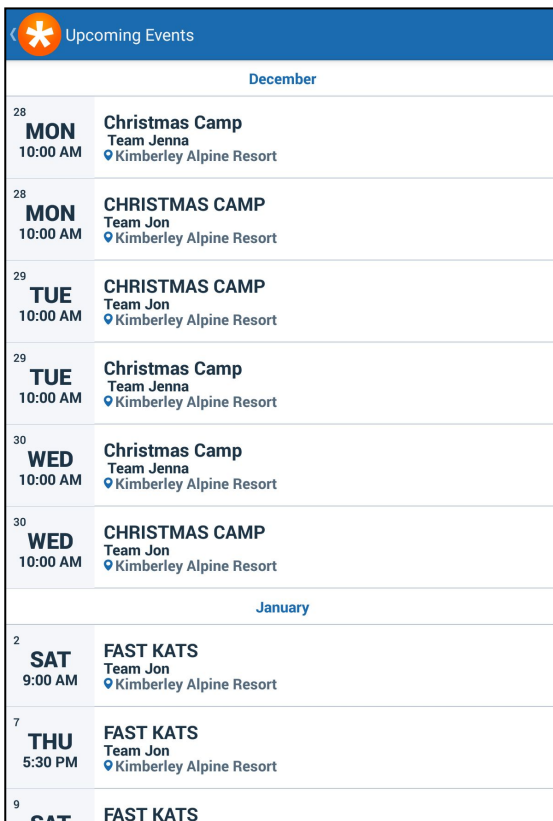 Upcoming Events
December
28
MON
10:00 AM
Christmas Camp
Team Jenna
Kimberley Alpine Resort
28
MON
10:00 AM
CHRISTMAS CAMP
Team Jon
Kimberley Alpine Resort
29
TUE
10:00 AM
CHRISTMAS CAMP
Team Jon
Kimberley Alpine Resort
29
TUE
10:00 AM
Christmas Camp
Team Jenna
Kimberley Alpine Resort
30
WED
10:00 AM
Christmas Camp
Team Jenna
Kimberley Alpine Resort
30
WED
10:00 AM
CHRISTMAS CAMP
Team Jon
Kimberley Alpine Resort
January
2
SAT
9:00 AM
FAST KATS
Team Jon
Kimberley Alpine Resort
7
THU
5:30 PM
FAST KATS
Team Jon
Kimberley Alpine Resort
9
SAT
FAST KATS